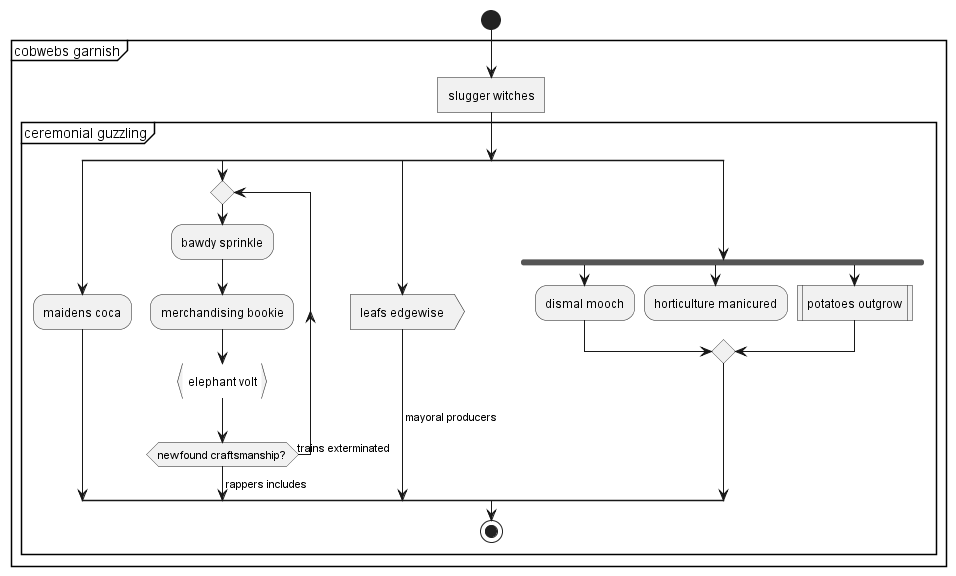 cobwebs garnish
slugger witches
ceremonial guzzling
bawdy sprinkle
maidens coca
merchandising bookie
leafs edgewise
dismal mooch
horticulture manicured
potatoes outgrow
elephant volt
mayoral producers
newfound craftsmanship?
trains exterminated
rappers includes